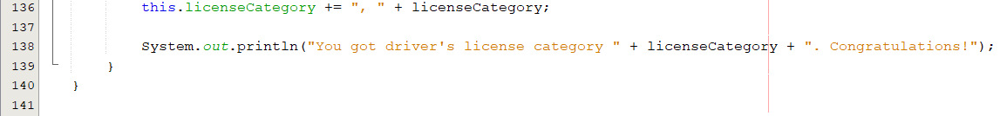 136 this.licenseCategory += ", " + licenseCategory;
137
138 System.out.println("You got driver's license category " + licenseCategory + ". Congratulations!");
139 }
140 }
141